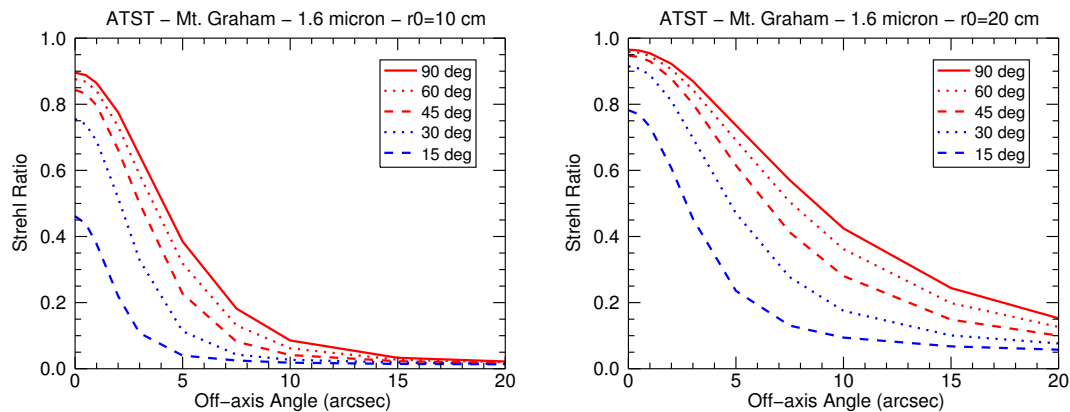 ATST − Mt. Graham − 1.6 micron − r0=10 cm
Strehl Ratio
1.0
0.8
0.6
0.4
0.2
0.0
90 deg
60 deg
45 deg
30 deg
15 deg
0 5 10 15 20
Off−axis Angle (arcsec)
ATST − Mt. Graham − 1.6 micron − r0=20 cm
Strehl Ratio
1.0
0.8
0.6
0.4
0.2
0.0
90 deg
60 deg
45 deg
30 deg
15 deg
0 5 10 15 20
Off−axis Angle (arcsec)